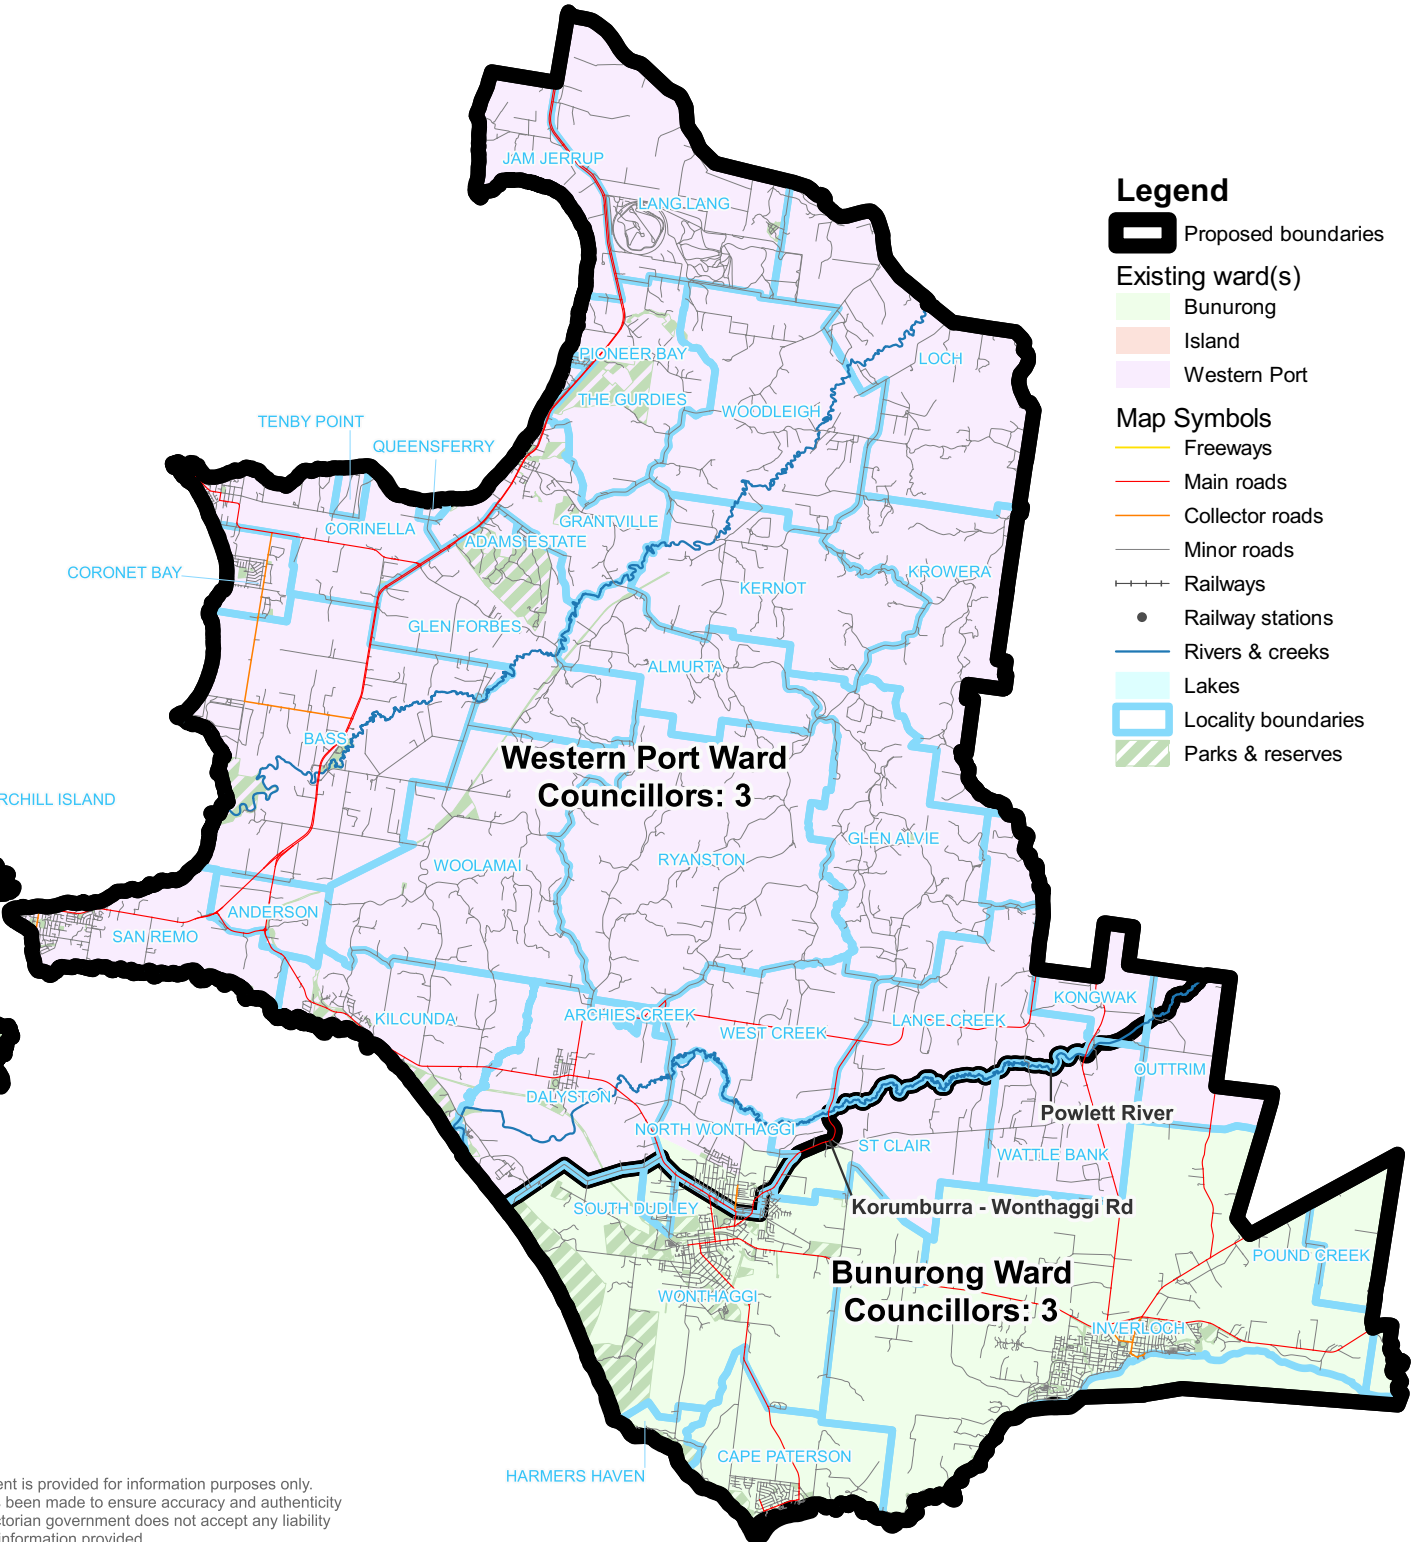 JAM JERRUP
LANG LANG
PIONEER BAY
LOCH
THE GURDIES
WOODLEIGH
TENBY POINT
QUEENSFERRY
CORINELLA
GRANTVILLE
ADAMS ESTATE
CORONET BAY
KERNOT
KROWERA
GLEN FORBES
ALMURTA
BASS
Western Port Ward
Councillors: 3
RCHILL ISLAND
GLEN ALVIE
WOOLAMAI
RYANSTON
ANDERSON
SAN REMO
KONGWAK
KILCUNDA
ARCHIES CREEK
WEST CREEK
LANCE CREEK
OUTTRIM
DALYSTON
Powlett River
NORTH WONTHAGGI
ST CLAIR
WATTLE BANK
SOUTH DUDLEY
Korumburra - Wonthaggi Rd
POUND CREEK
Bunurong Ward
Councillors: 3
WONTHAGGI
INVERLOCH
CAPE PATERSON
HARMERS HAVEN
Legend
Proposed boundaries
Existing ward(s)
Bunurong
Island
Western Port
Map Symbols
Freeways
Main roads
Collector roads
Minor roads
Railways
Railway stations
Rivers & creeks
Lakes
Locality boundaries
Parks & reserves
ent is provided for information purposes only.
s been made to ensure accuracy and authenticity
ctorian government does not accept any liability
information provided